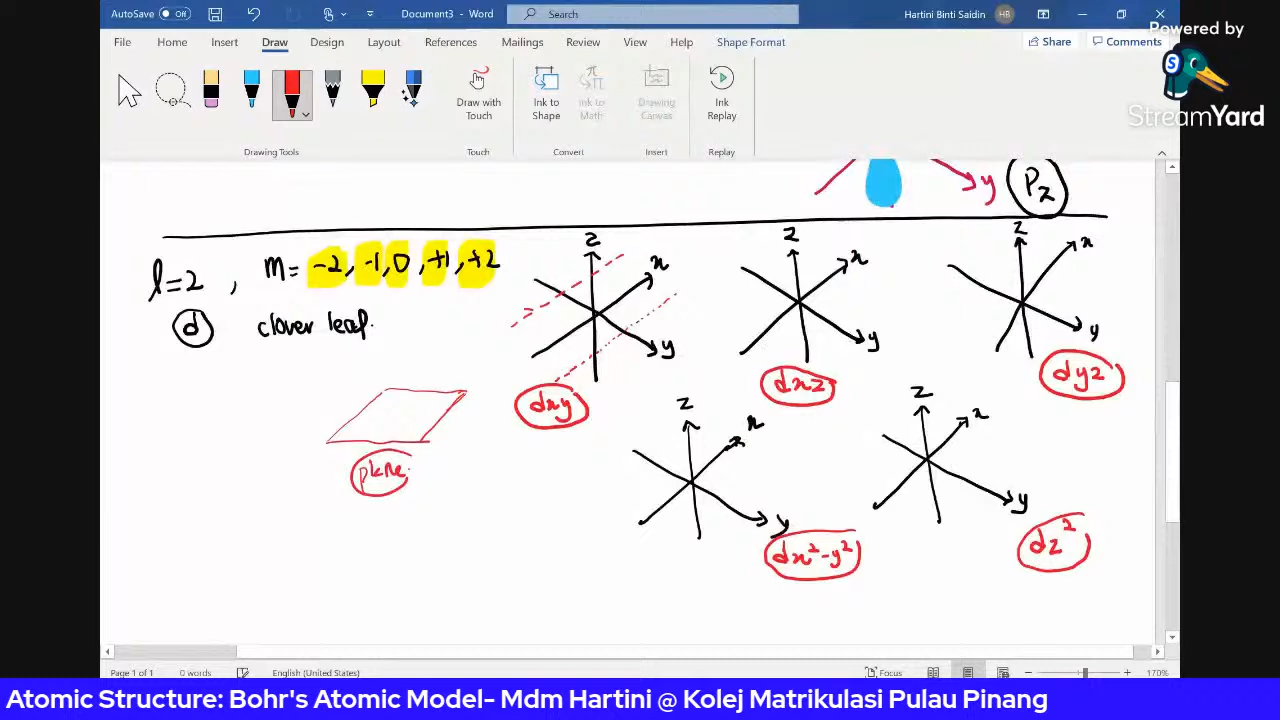 AutoSave Off
Document3 - Word
Search
Hartini Binti Saidin HB
File Home Insert Draw Design Layout References Mailings Review View Help Shape Format
Share Comments
Powered by
StreamYard
Draw with Touch
Ink to Shape
Ink to Math
Drawing Canvas
Ink Replay
Drawing Tools
Touch
Convert
Insert
Replay
y
Pz
l=2 , m= -2, -1, 0, +1, +2
d clover leaf.
z x y
dxy
z x y
dxz
z x y
dyz
plane
z x y
dx²-y²
z x y
dz²
Page 1 of 1 0 words English (United States) Focus 170%
Atomic Structure: Bohr's Atomic Model- Mdm Hartini @ Kolej Matrikulasi Pulau Pinang